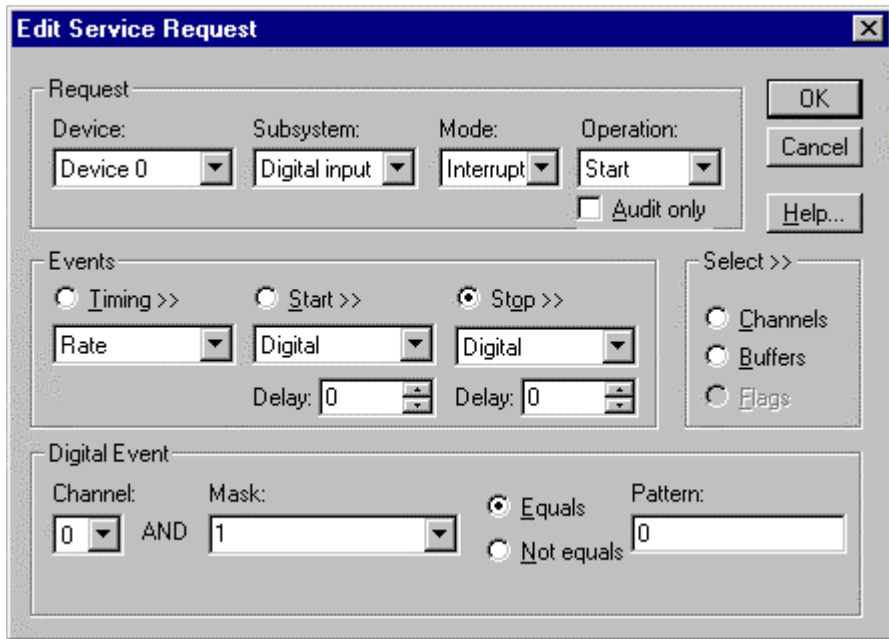 Edit Service Request
Request
Device: Subsystem: Mode: Operation:
Device 0 Digital input Interrupt Start
Audit only
OK
Cancel
Help...
Events
Timing >> Start >> Stop >>
Rate Digital Digital
Delay: 0 Delay: 0
Select >>
Channels
Buffers
Flags
Digital Event
Channel: Mask: Pattern:
0 AND 1 Equals 0
Not equals